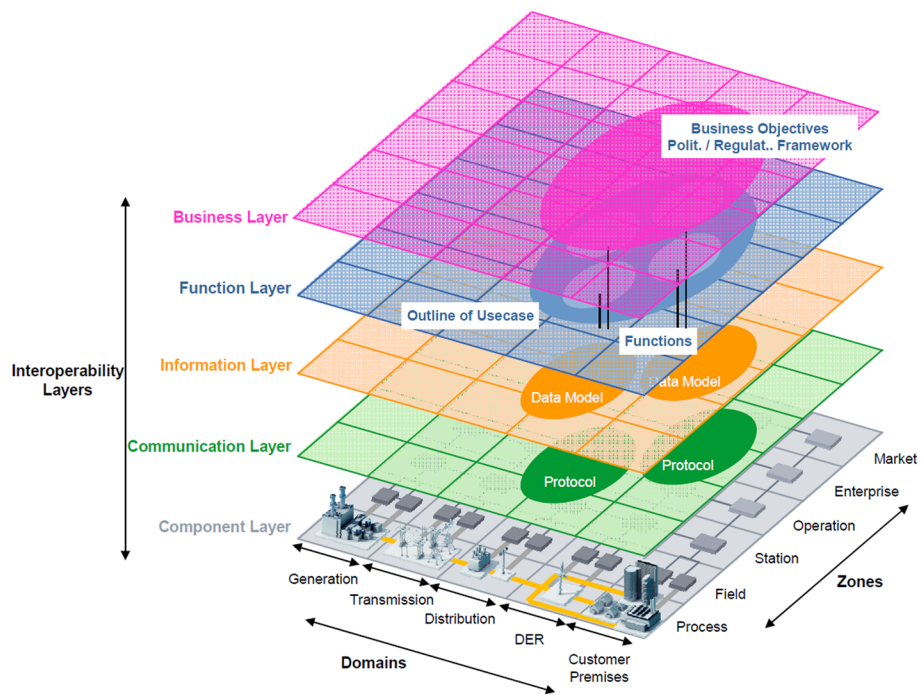 Business Objectives
Polit. / Regulat.. Framework
Business Layer
Function Layer
Outline of Usecase
Functions
Interoperability
Layers
Information Layer
Data Model
Data Model
Communication Layer
Protocol
Protocol
Component Layer
Market
Enterprise
Operation
Station
Field
Process
Zones
Generation
Transmission
Distribution
DER
Customer
Premises
Domains